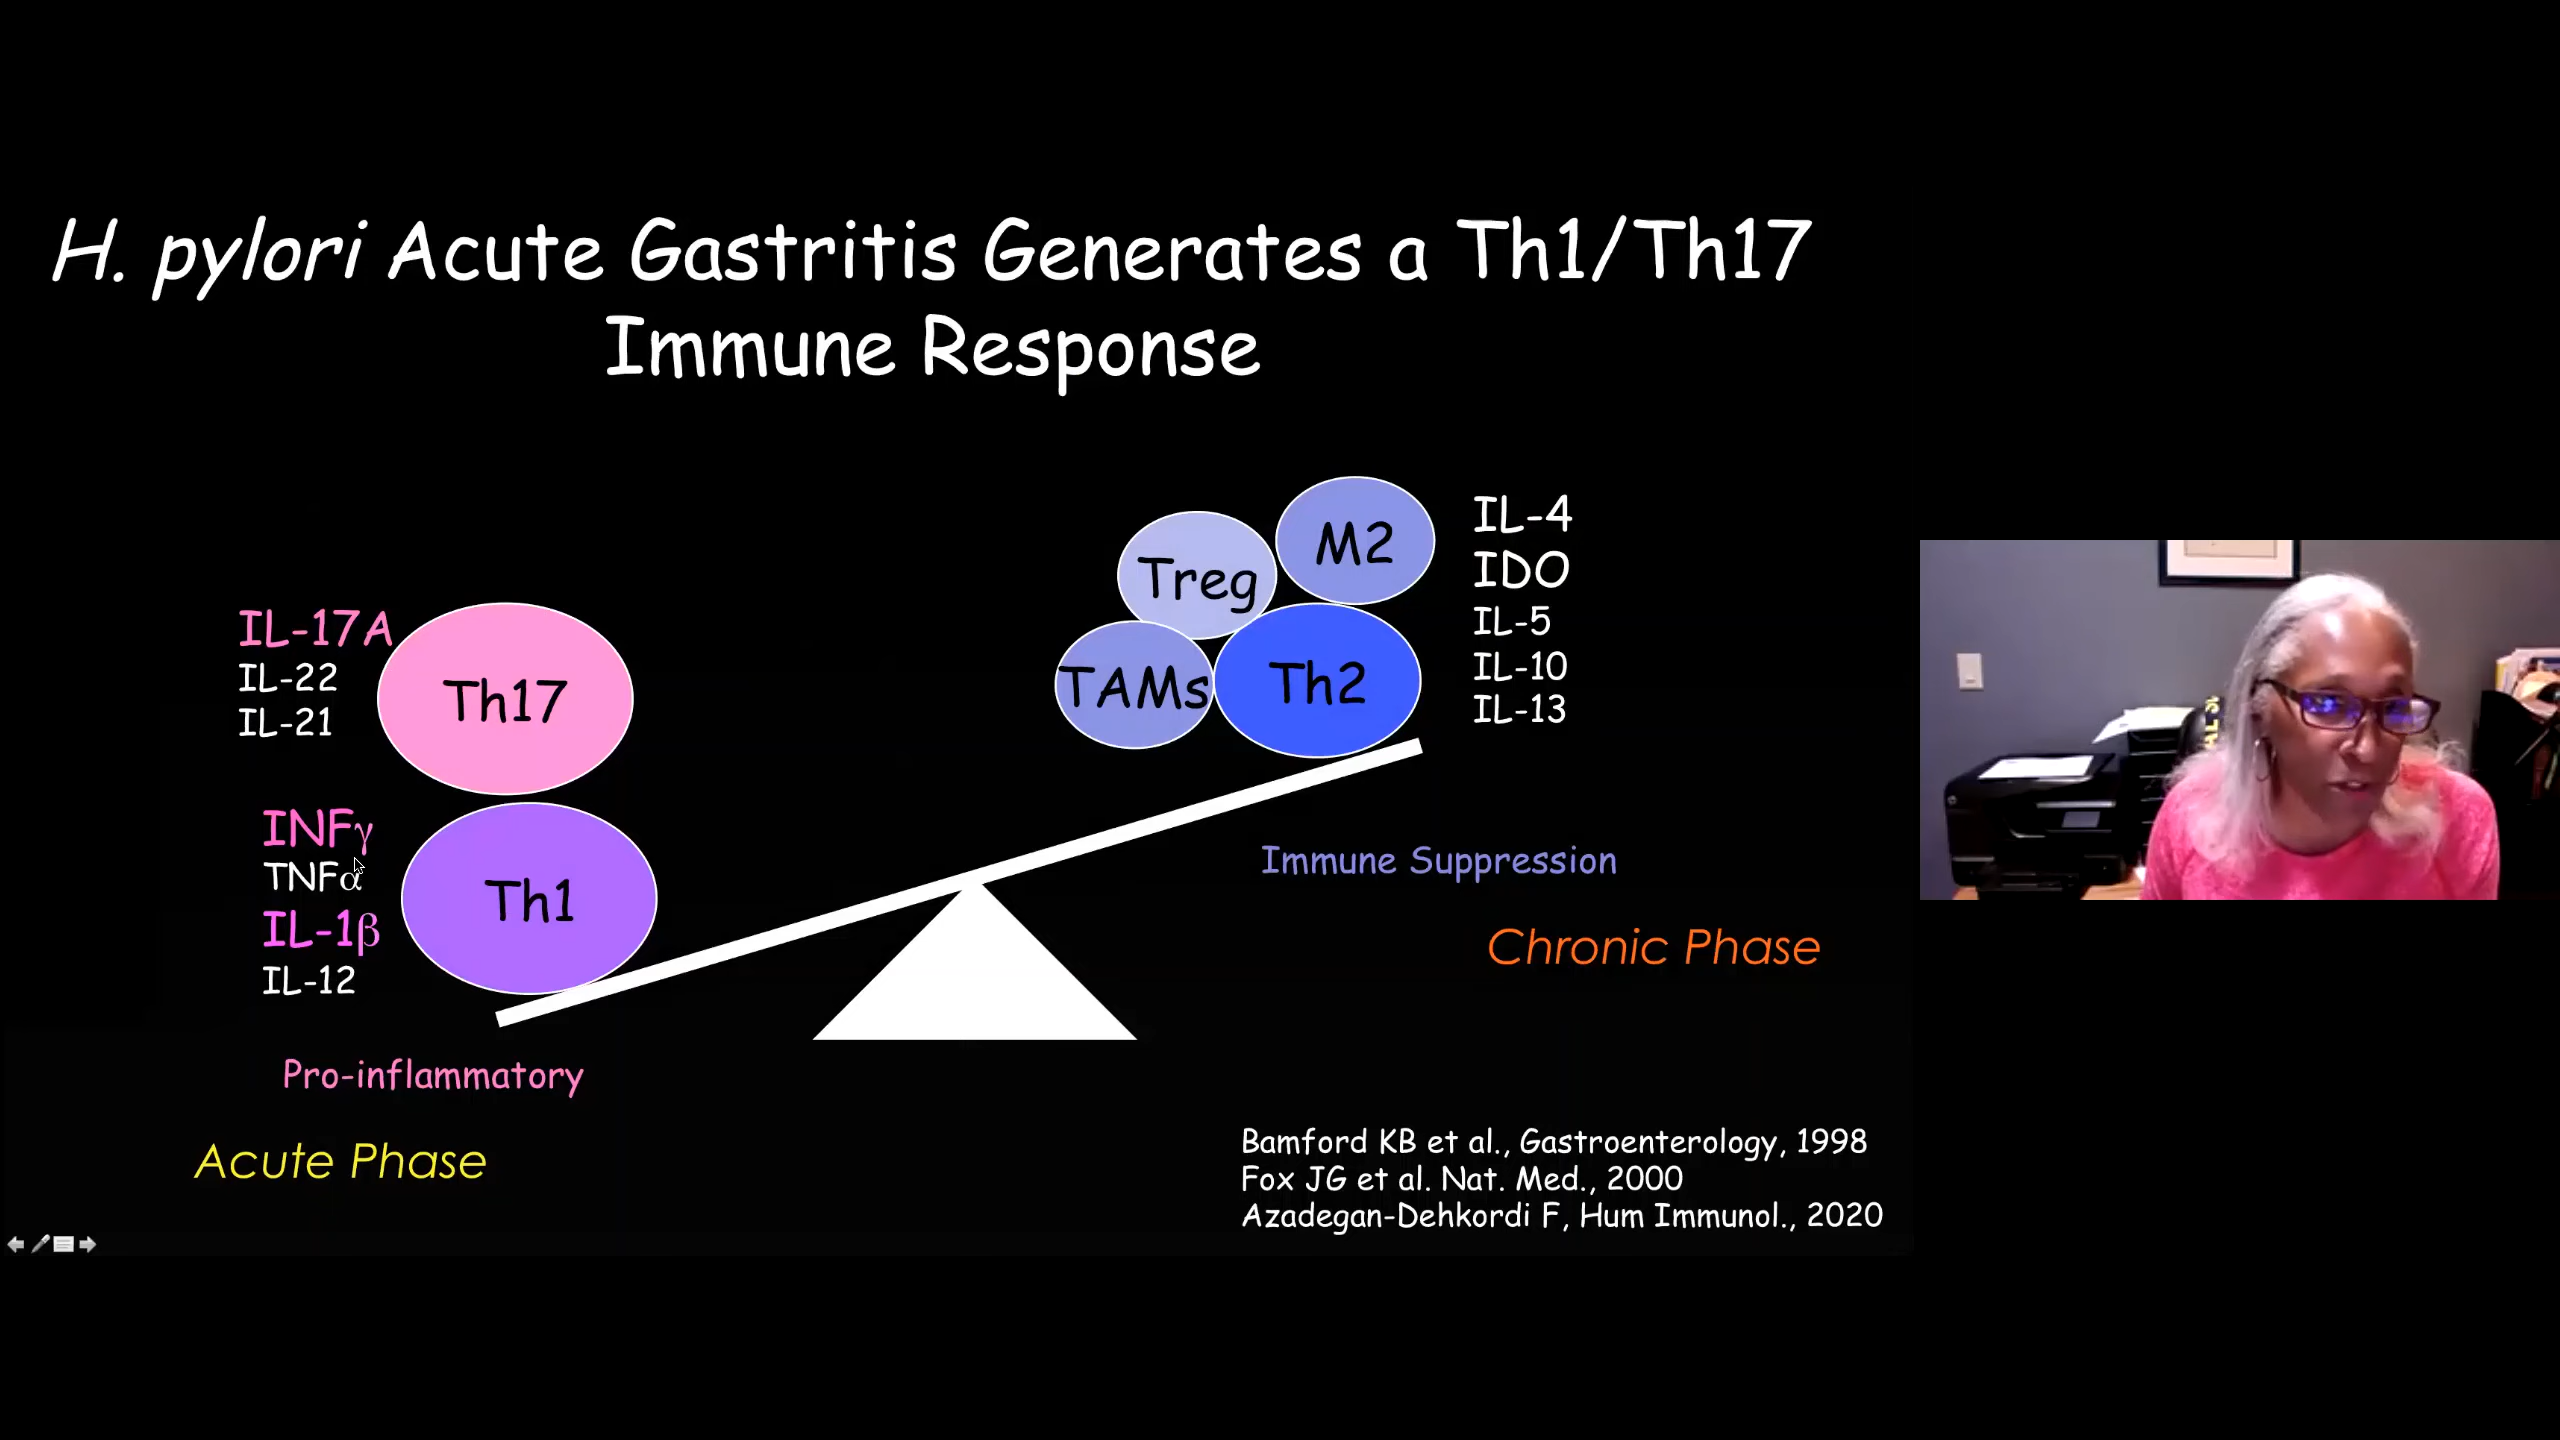 H. pylori Acute Gastritis Generates a Th1/Th17
Immune Response
IL-17A
IL-22
IL-21
Th17
INFγ
TNFα
IL-1β
IL-12
Th1
Pro-inflammatory
Acute Phase
Treg
M2
TAMs
Th2
IL-4
IDO
IL-5
IL-10
IL-13
Immune Suppression
Chronic Phase
Bamford KB et al., Gastroenterology, 1998
Fox JG et al. Nat. Med., 2000
Azadegan-Dehkordi F, Hum Immunol., 2020